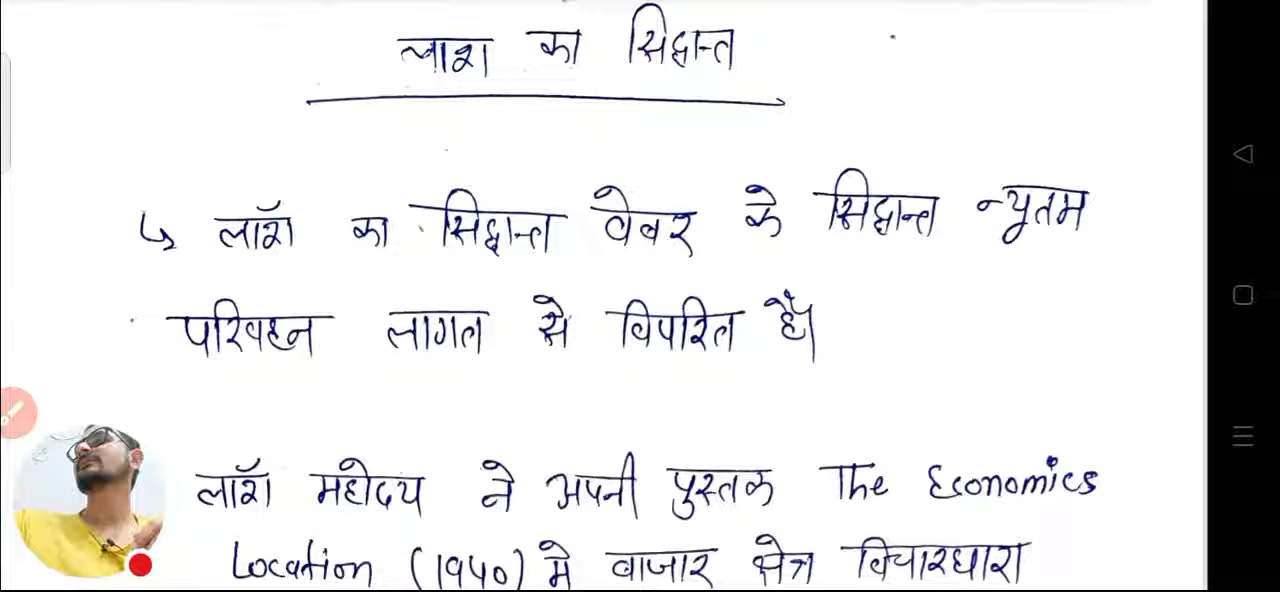 लाश का सिद्धान्त
↳ लॉश का सिद्धान्त वेबर के सिद्धान्त न्यूतम
परिवहन लागत से विपरित है।
लॉश महोदय ने अपनी पुस्तक The Economics
Location (1940) मे बाजार क्षेत्र विचारधारा